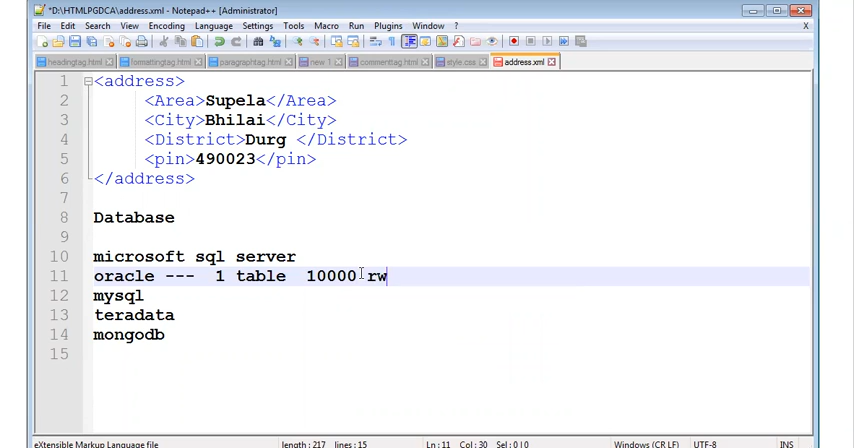 *D:\HTMLPGDCA\address.xml - Notepad++ [Administrator]
File Edit Search View Encoding Language Settings Tools Macro Run Plugins Window ?
headingtag.html formattingtag.html paragraphtag.html new 1 commenttag.html style.css address.xml
1 <address>
2 <Area>Supela</Area>
3 <City>Bhilai</City>
4 <District>Durg </District>
5 <pin>490023</pin>
6 </address>
7
8 Database
9
10 microsoft sql server
11 oracle --- 1 table 10000 rw
12 mysql
13 teradata
14 mongodb
15
eXtensible Markup Language file length : 217 lines : 15 Ln : 11 Col : 30 Sel : 0 | 0 Windows (CR LF) UTF-8 INS